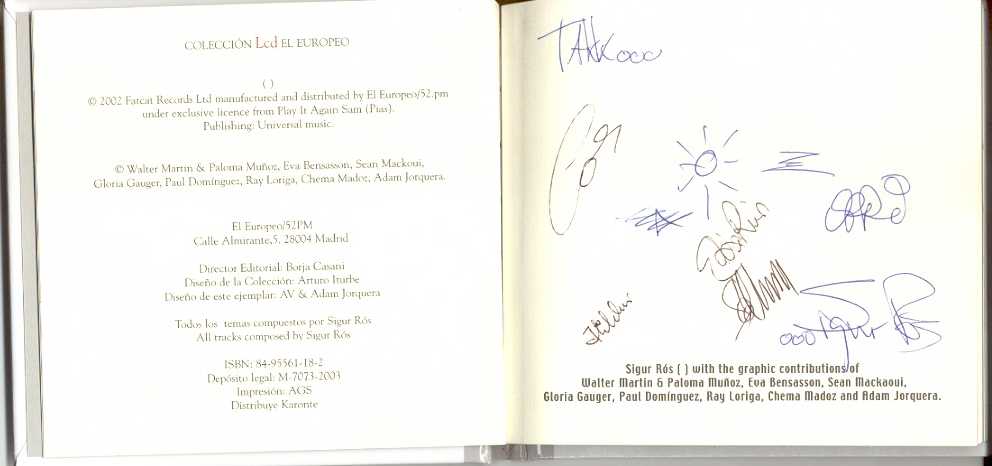 COLECCIÓN Lcd EL EUROPEO
( )
© 2002 Fatcat Records Ltd manufactured and distributed by El Europeo/52.pm
under exclusive licence from Play It Again Sam (Pias).
Publishing: Universal music.
© Walter Martin & Paloma Muñoz, Eva Bensasson, Sean Mackoui,
Gloria Gauger, Paul Domínguez, Ray Loriga, Chema Madoz, Adam Jorquera.
El Europeo/52PM
Calle Almirante,5. 28004 Madrid
Director Editorial: Borja Casani
Diseño de la Colección: Arturo Iturbe
Diseño de este ejemplar: AV & Adam Jorquera
Todos los temas compuestos por Sigur Rós
All tracks composed by Sigur Rós
ISBN: 84-95561-18-2
Depósito legal: M-7073-2003
Impresión: AGS
Distribuye Karonte
TAKKooo
Sigur Rós ( ) with the graphic contributions of
Walter Martin & Paloma Muñoz, Eva Bensasson, Sean Mackaoui,
Gloria Gauger, Paul Domínguez, Ray Loriga, Chema Madoz and Adam Jorquera.